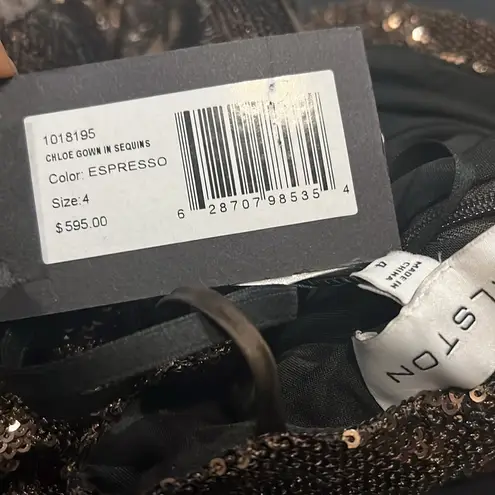 1018195
CHLOE GOWN IN SEQUINS
Color: ESPRESSO
Size: 4
$595.00
6 28707 98535 4
MADE IN
CHINA
4
LSTON